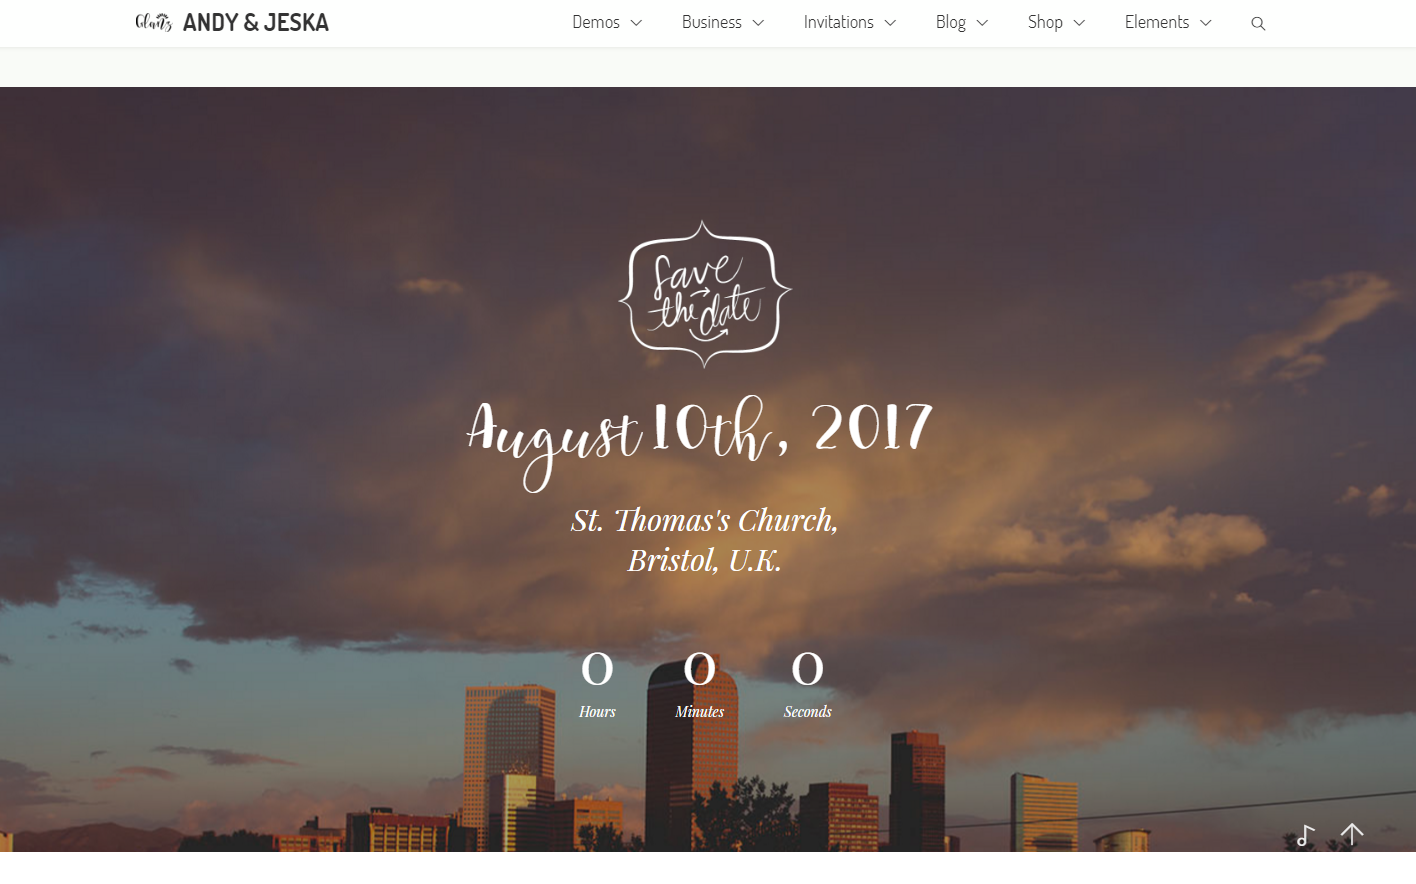 Glanz ANDY & JESKA
Demos Business Invitations Blog Shop Elements
save
the date
August 10th, 2017
St. Thomas's Church,
Bristol, U.K.
0 0 0
Hours Minutes Seconds